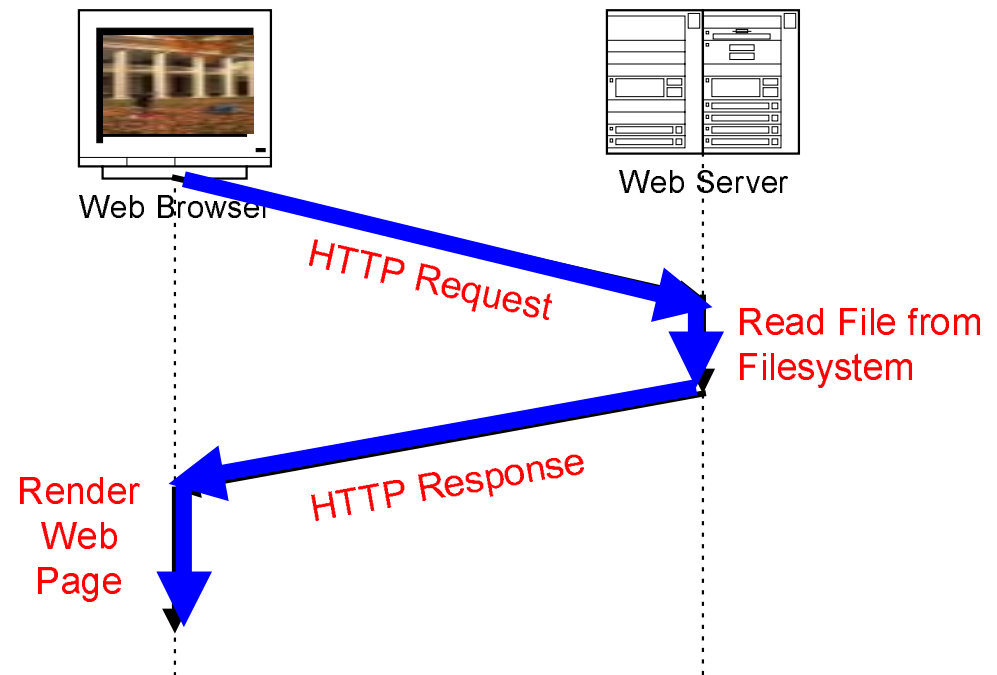 Web Browser
Web Server
HTTP Request
Read File from
Filesystem
HTTP Response
Render
Web
Page